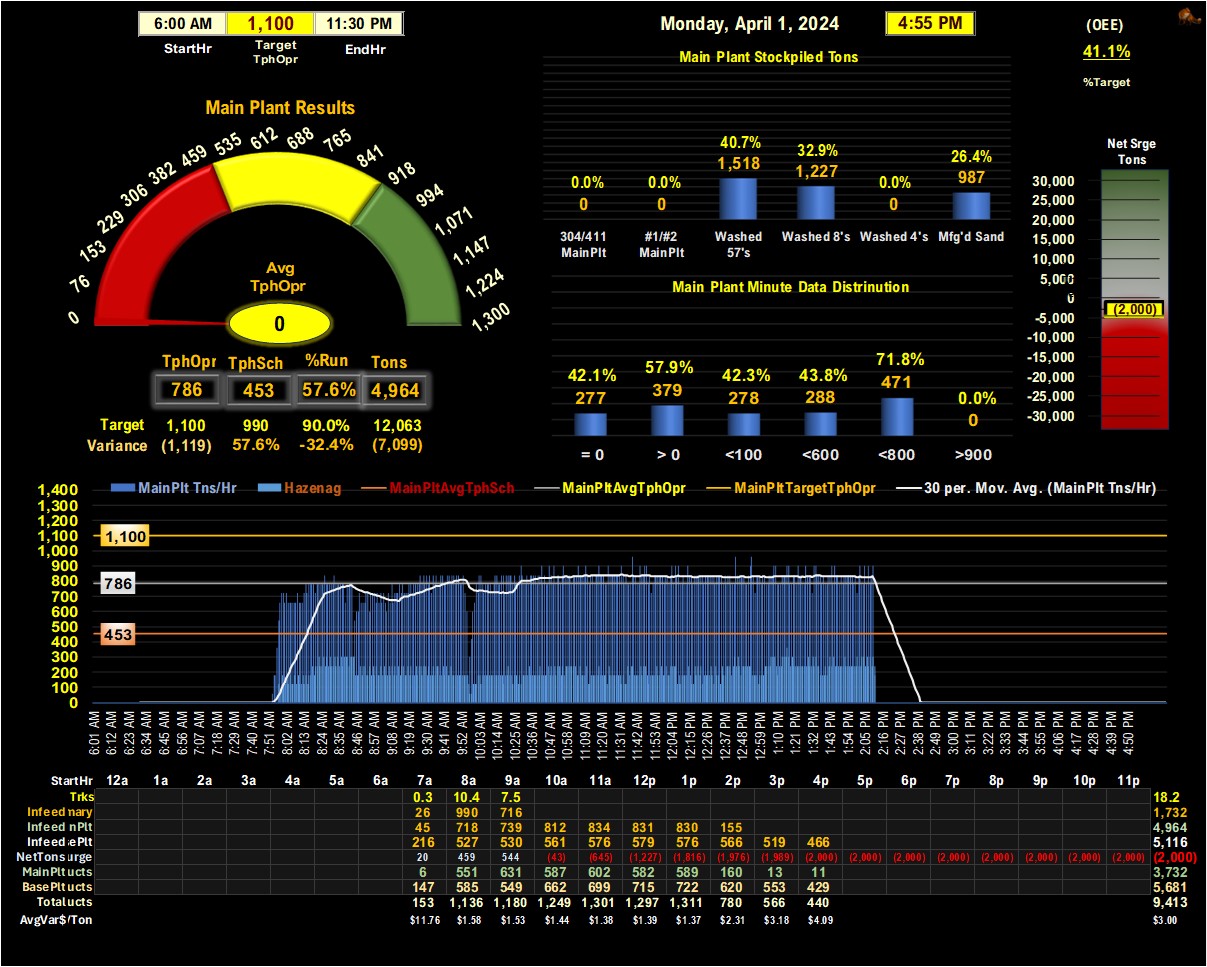 6:00 AM 1,100 11:30 PM
StartHr Target TphOpr EndHr
Monday, April 1, 2024 4:55 PM
(OEE)
41.1%
%Target
Main Plant Results
0 76 153 229 306 382 459 535 612 688 765 841 918 994 1,071 1,147 1,224 1,300
Avg
TphOpr
0
TphOpr TphSch %Run Tons
786 453 57.6% 4,964
Target 1,100 990 90.0% 12,063
Variance (1,119) 57.6% -32.4% (7,099)
Main Plant Stockpiled Tons
0.0% 0.0% 40.7% 32.9% 0.0% 26.4%
0 0 1,518 1,227 0 987
304/411 MainPlt #1/#2 MainPlt Washed 57's Washed 8's Washed 4's Mfg'd Sand
Main Plant Minute Data Distrinution
42.1% 57.9% 42.3% 43.8% 71.8% 0.0%
277 379 278 288 471 0
= 0 > 0 <100 <600 <800 >900
Net Srge
Tons
30,000
25,000
20,000
15,000
10,000
5,000
0
(2,000)
-5,000
-10,000
-15,000
-20,000
-25,000
-30,000
MainPlt Tns/Hr Hazenag MainPltAvgTphSch MainPltAvgTphOpr MainPltTargetTphOpr 30 per. Mov. Avg. (MainPlt Tns/Hr)
1,400
1,300
1,200
1,100
1,000
900
800
700
600
500
400
300
200
100
0
1,100
786
453
6:01 AM 6:12 AM 6:23 AM 6:34 AM 6:45 AM 6:56 AM 7:07 AM 7:18 AM 7:29 AM 7:40 AM 7:51 AM 8:02 AM 8:13 AM 8:24 AM 8:35 AM 8:46 AM 8:57 AM 9:08 AM 9:19 AM 9:30 AM 9:41 AM 9:52 AM 10:03 AM 10:14 AM 10:25 AM 10:36 AM 10:47 AM 10:58 AM 11:09 AM 11:20 AM 11:31 AM 11:42 AM 11:53 AM 12:04 PM 12:15 PM 12:26 PM 12:37 PM 12:48 PM 12:59 PM 1:10 PM 1:21 PM 1:32 PM 1:43 PM 1:54 PM 2:05 PM 2:16 PM 2:27 PM 2:38 PM 2:49 PM 3:00 PM 3:11 PM 3:22 PM 3:33 PM 3:44 PM 3:55 PM 4:06 PM 4:17 PM 4:28 PM 4:39 PM 4:50 PM
StartHr 12a 1a 2a 3a 4a 5a 6a 7a 8a 9a 10a 11a 12p 1p 2p 3p 4p 5p 6p 7p 8p 9p 10p 11p
Trks 0.3 10.4 7.5 18.2
Infeed nary 26 990 716 1,732
Infeed nPlt 45 718 739 812 834 831 830 155 4,964
Infeed ePlt 216 527 530 561 576 579 576 566 519 466 5,116
NetTons urge 20 459 544 (43) (645) (1,227) (1,816) (1,976) (1,989) (2,000) (2,000) (2,000) (2,000) (2,000) (2,000) (2,000) (2,000) (2,000)
MainPlt ucts 6 551 631 587 602 582 589 160 13 11 3,732
BasePlt ucts 147 585 549 662 699 715 722 620 553 429 5,681
Total ucts 153 1,136 1,180 1,249 1,301 1,297 1,311 780 566 440 9,413
AvgVar$/Ton $11.76 $1.58 $1.53 $1.44 $1.38 $1.39 $1.37 $2.31 $3.18 $4.09 $3.00